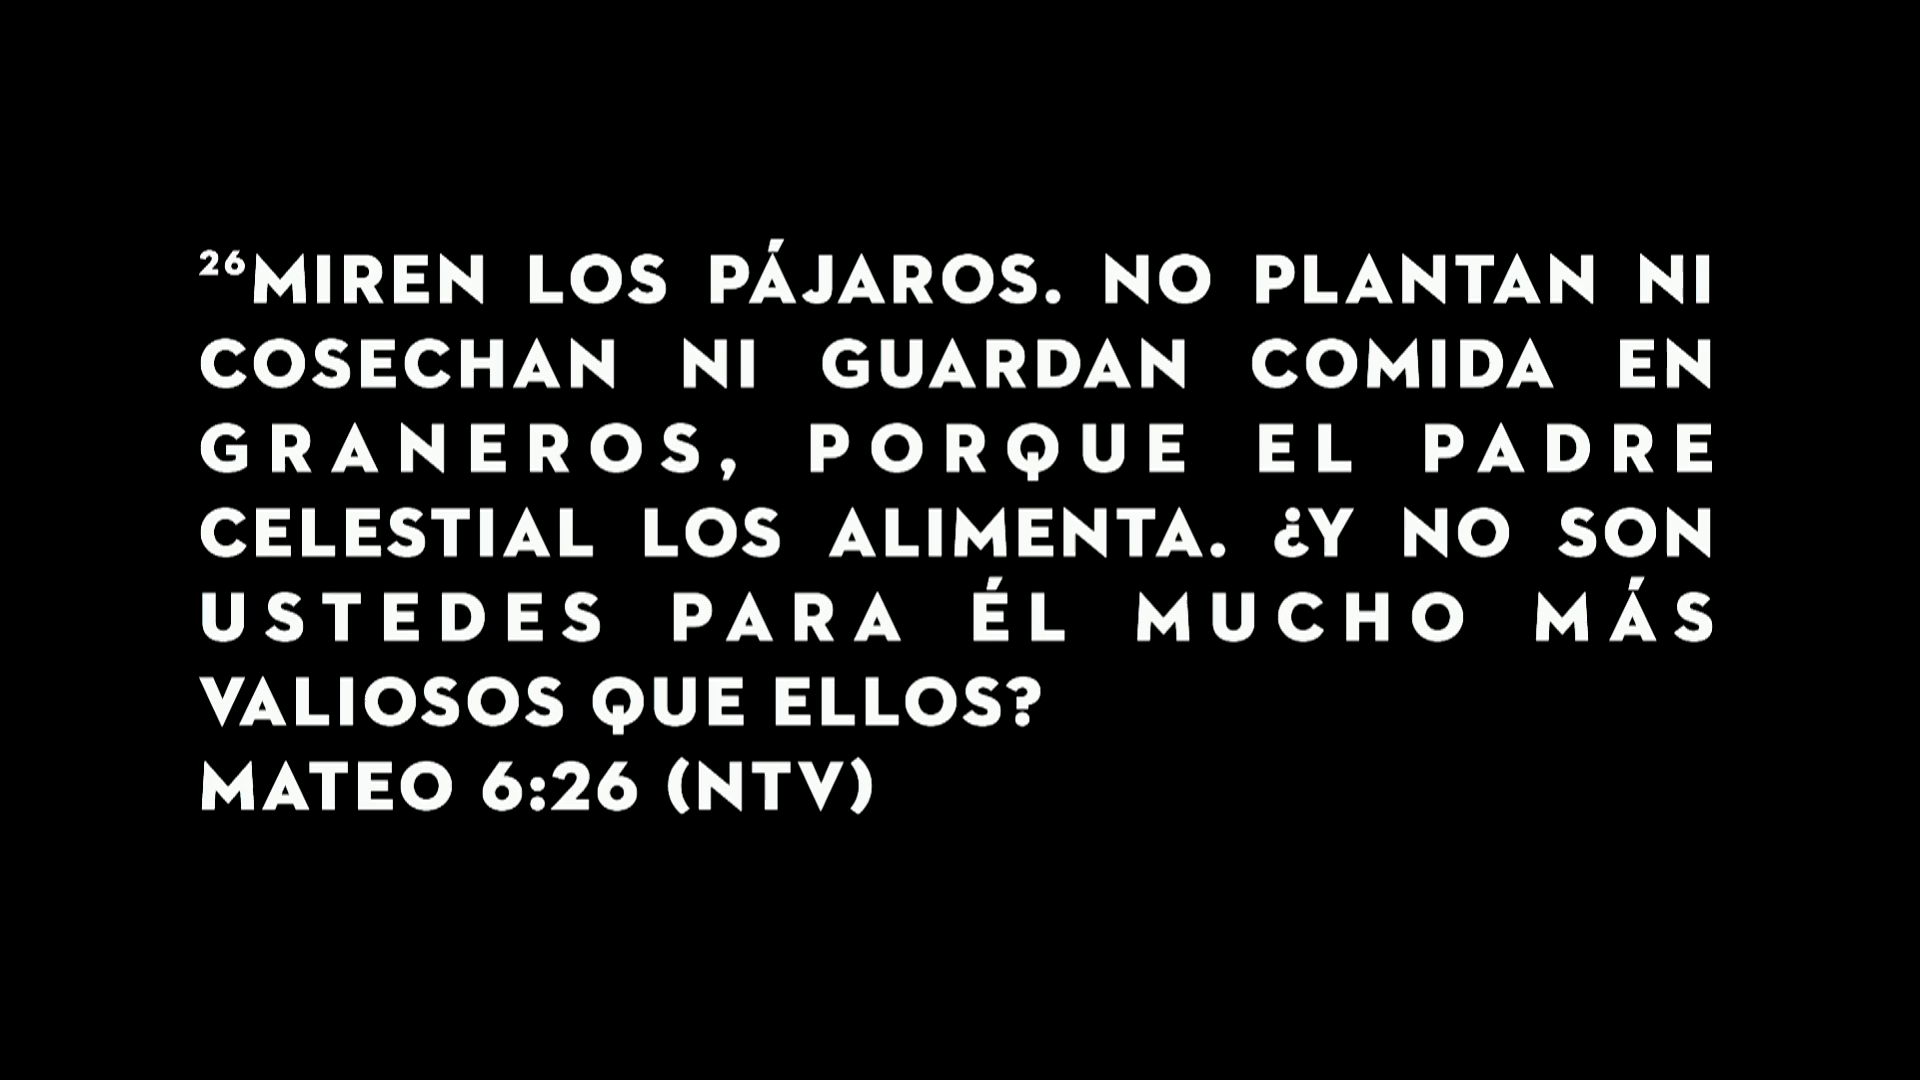 ²⁶MIREN LOS PÁJAROS. NO PLANTAN NI
COSECHAN NI GUARDAN COMIDA EN
GRANEROS, PORQUE EL PADRE
CELESTIAL LOS ALIMENTA. ¿Y NO SON
USTEDES PARA ÉL MUCHO MÁS
VALIOSOS QUE ELLOS?
MATEO 6:26 (NTV)